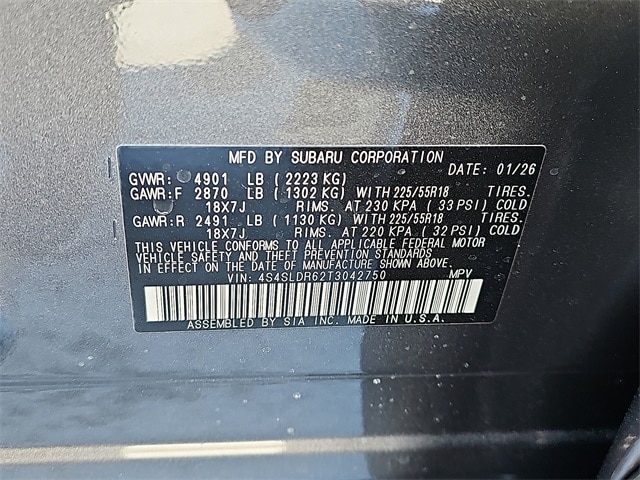 MFD BY SUBARU CORPORATION
GVWR: 4901 LB (2223 KG) DATE: 01/26
GAWR:F 2870 LB (1302 KG) WITH 225/55R18 TIRES.
18X7J RIMS. AT 230 KPA (33 PSI) COLD
GAWR:R 2491 LB (1130 KG) WITH 225/55R18 TIRES.
18X7J RIMS. AT 220 KPA (32 PSI) COLD
THIS VEHICLE CONFORMS TO ALL APPLICABLE FEDERAL MOTOR
VEHICLE SAFETY AND THEFT PREVENTION STANDARDS
IN EFFECT ON THE DATE OF MANUFACTURE SHOWN ABOVE.
VIN: 4S4SLDR62T3042750 MPV
ASSEMBLED BY SIA INC. MADE IN U.S.A.